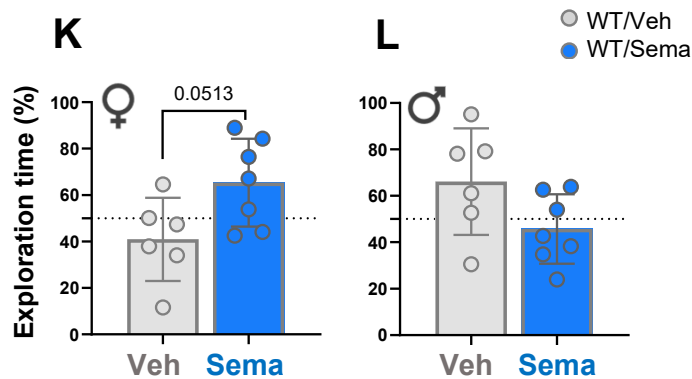 K
L
WT/Veh
WT/Sema
Exploration time (%)
♀
0.0513
100
80
60
40
20
0
Veh Sema
♂
100
80
60
40
20
0
Veh Sema